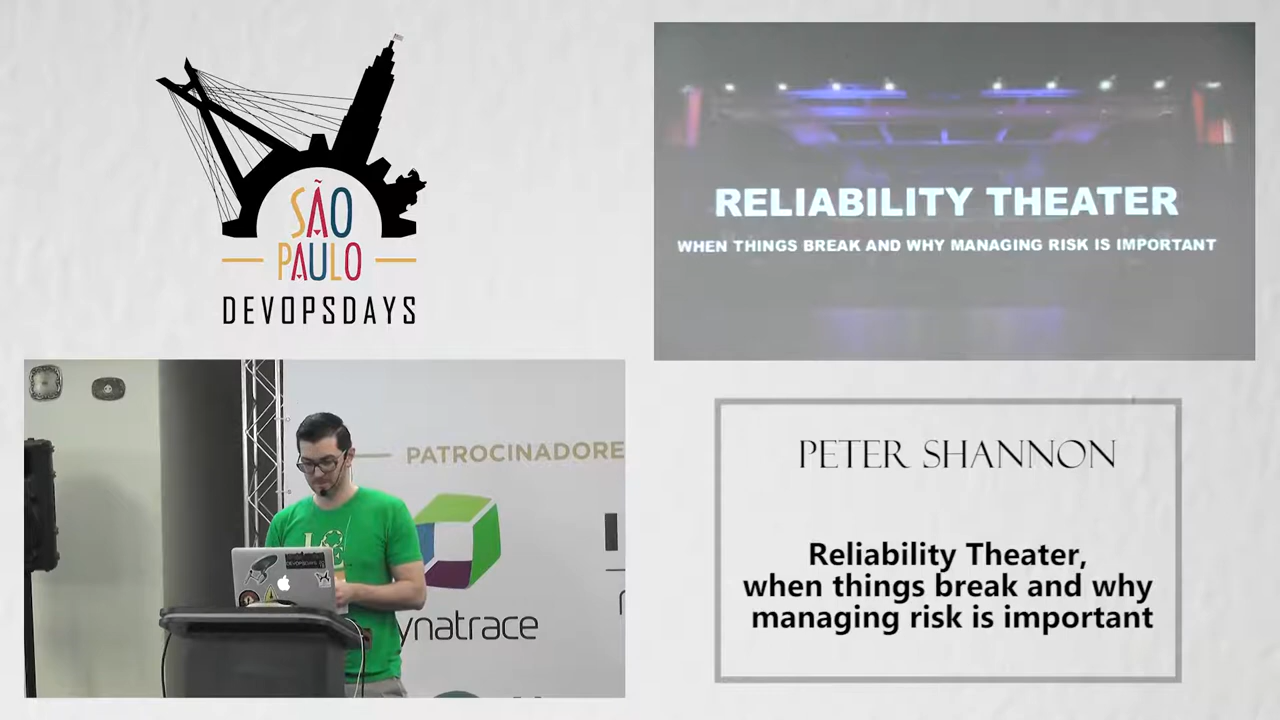 SÃO
PAULO
DEVOPSDAYS
RELIABILITY THEATER
WHEN THINGS BREAK AND WHY MANAGING RISK IS IMPORTANT
PATROCINADORE
ynatrace
DEVOPSDAYS
PETER SHANNON
Reliability Theater,
when things break and why
managing risk is important